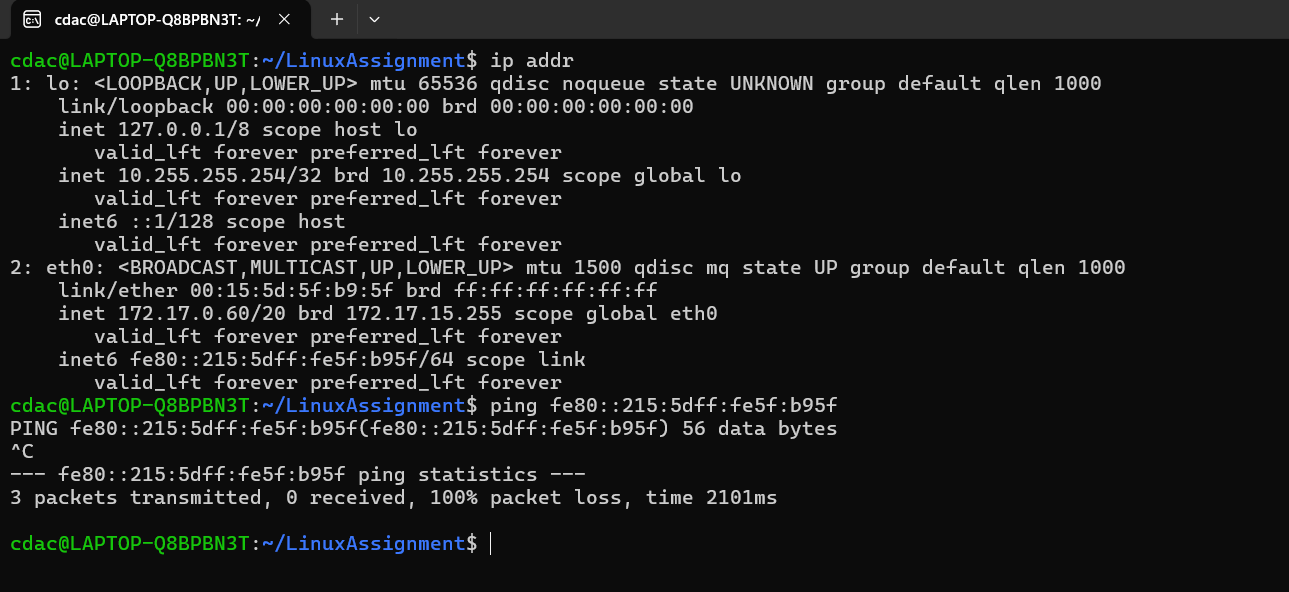 cdac@LAPTOP-Q8BPBN3T: ~/
cdac@LAPTOP-Q8BPBN3T:~/LinuxAssignment$ ip addr
1: lo: <LOOPBACK,UP,LOWER_UP> mtu 65536 qdisc noqueue state UNKNOWN group default qlen 1000
    link/loopback 00:00:00:00:00:00 brd 00:00:00:00:00:00
    inet 127.0.0.1/8 scope host lo
       valid_lft forever preferred_lft forever
    inet 10.255.255.254/32 brd 10.255.255.254 scope global lo
       valid_lft forever preferred_lft forever
    inet6 ::1/128 scope host
       valid_lft forever preferred_lft forever
2: eth0: <BROADCAST,MULTICAST,UP,LOWER_UP> mtu 1500 qdisc mq state UP group default qlen 1000
    link/ether 00:15:5d:5f:b9:5f brd ff:ff:ff:ff:ff:ff
    inet 172.17.0.60/20 brd 172.17.15.255 scope global eth0
       valid_lft forever preferred_lft forever
    inet6 fe80::215:5dff:fe5f:b95f/64 scope link
       valid_lft forever preferred_lft forever
cdac@LAPTOP-Q8BPBN3T:~/LinuxAssignment$ ping fe80::215:5dff:fe5f:b95f
PING fe80::215:5dff:fe5f:b95f(fe80::215:5dff:fe5f:b95f) 56 data bytes
^C
--- fe80::215:5dff:fe5f:b95f ping statistics ---
3 packets transmitted, 0 received, 100% packet loss, time 2101ms
cdac@LAPTOP-Q8BPBN3T:~/LinuxAssignment$